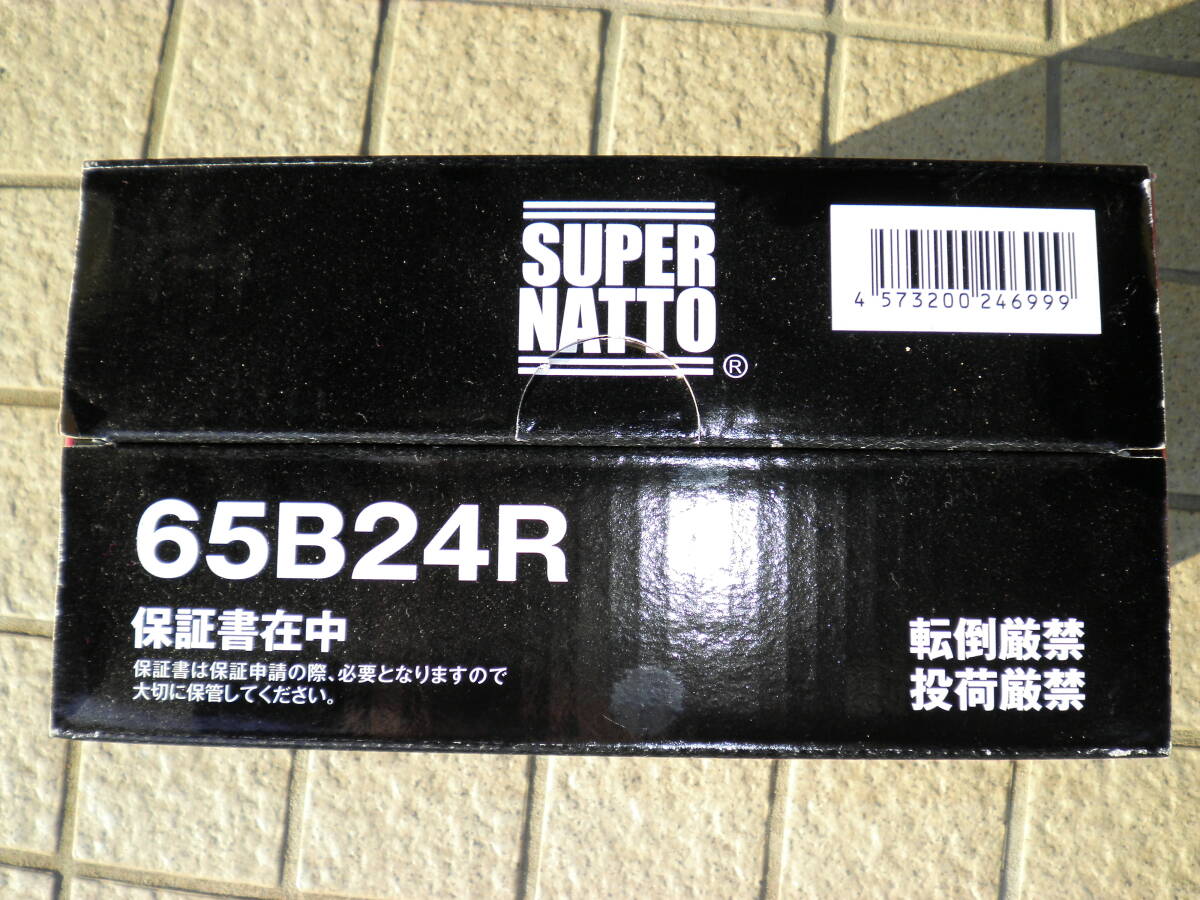 SUPER
NATTO
®
4 573200 246999
65B24R
保証書在中
保証書は保証申請の際、必要となりますので
大切に保管してください。
転倒厳禁
投荷厳禁